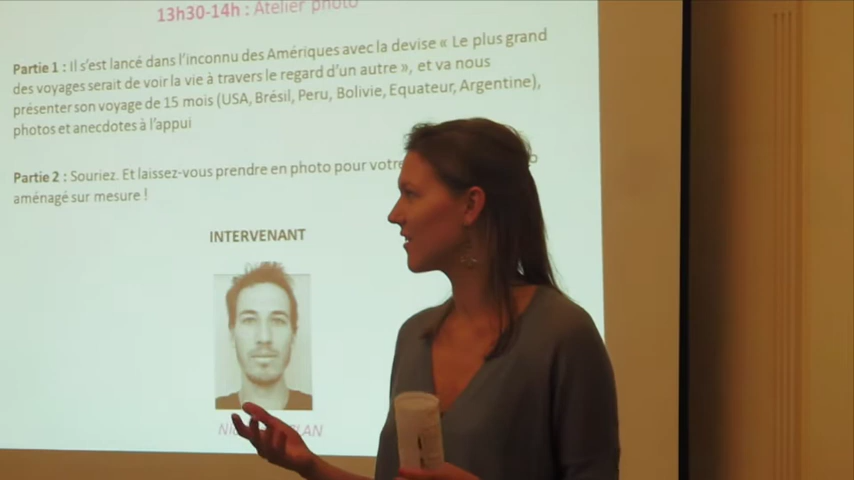 13h30-14h : Atelier photo
Partie 1 : Il s'est lancé dans l'inconnu des Amériques avec la devise « Le plus grand
des voyages serait de voir la vie à travers le regard d'un autre », et va nous
présenter son voyage de 15 mois (USA, Brésil, Peru, Bolivie, Equateur, Argentine),
photos et anecdotes à l'appui
Partie 2 : Souriez. Et laissez-vous prendre en photo pour votre
aménagé sur mesure !
INTERVENANT